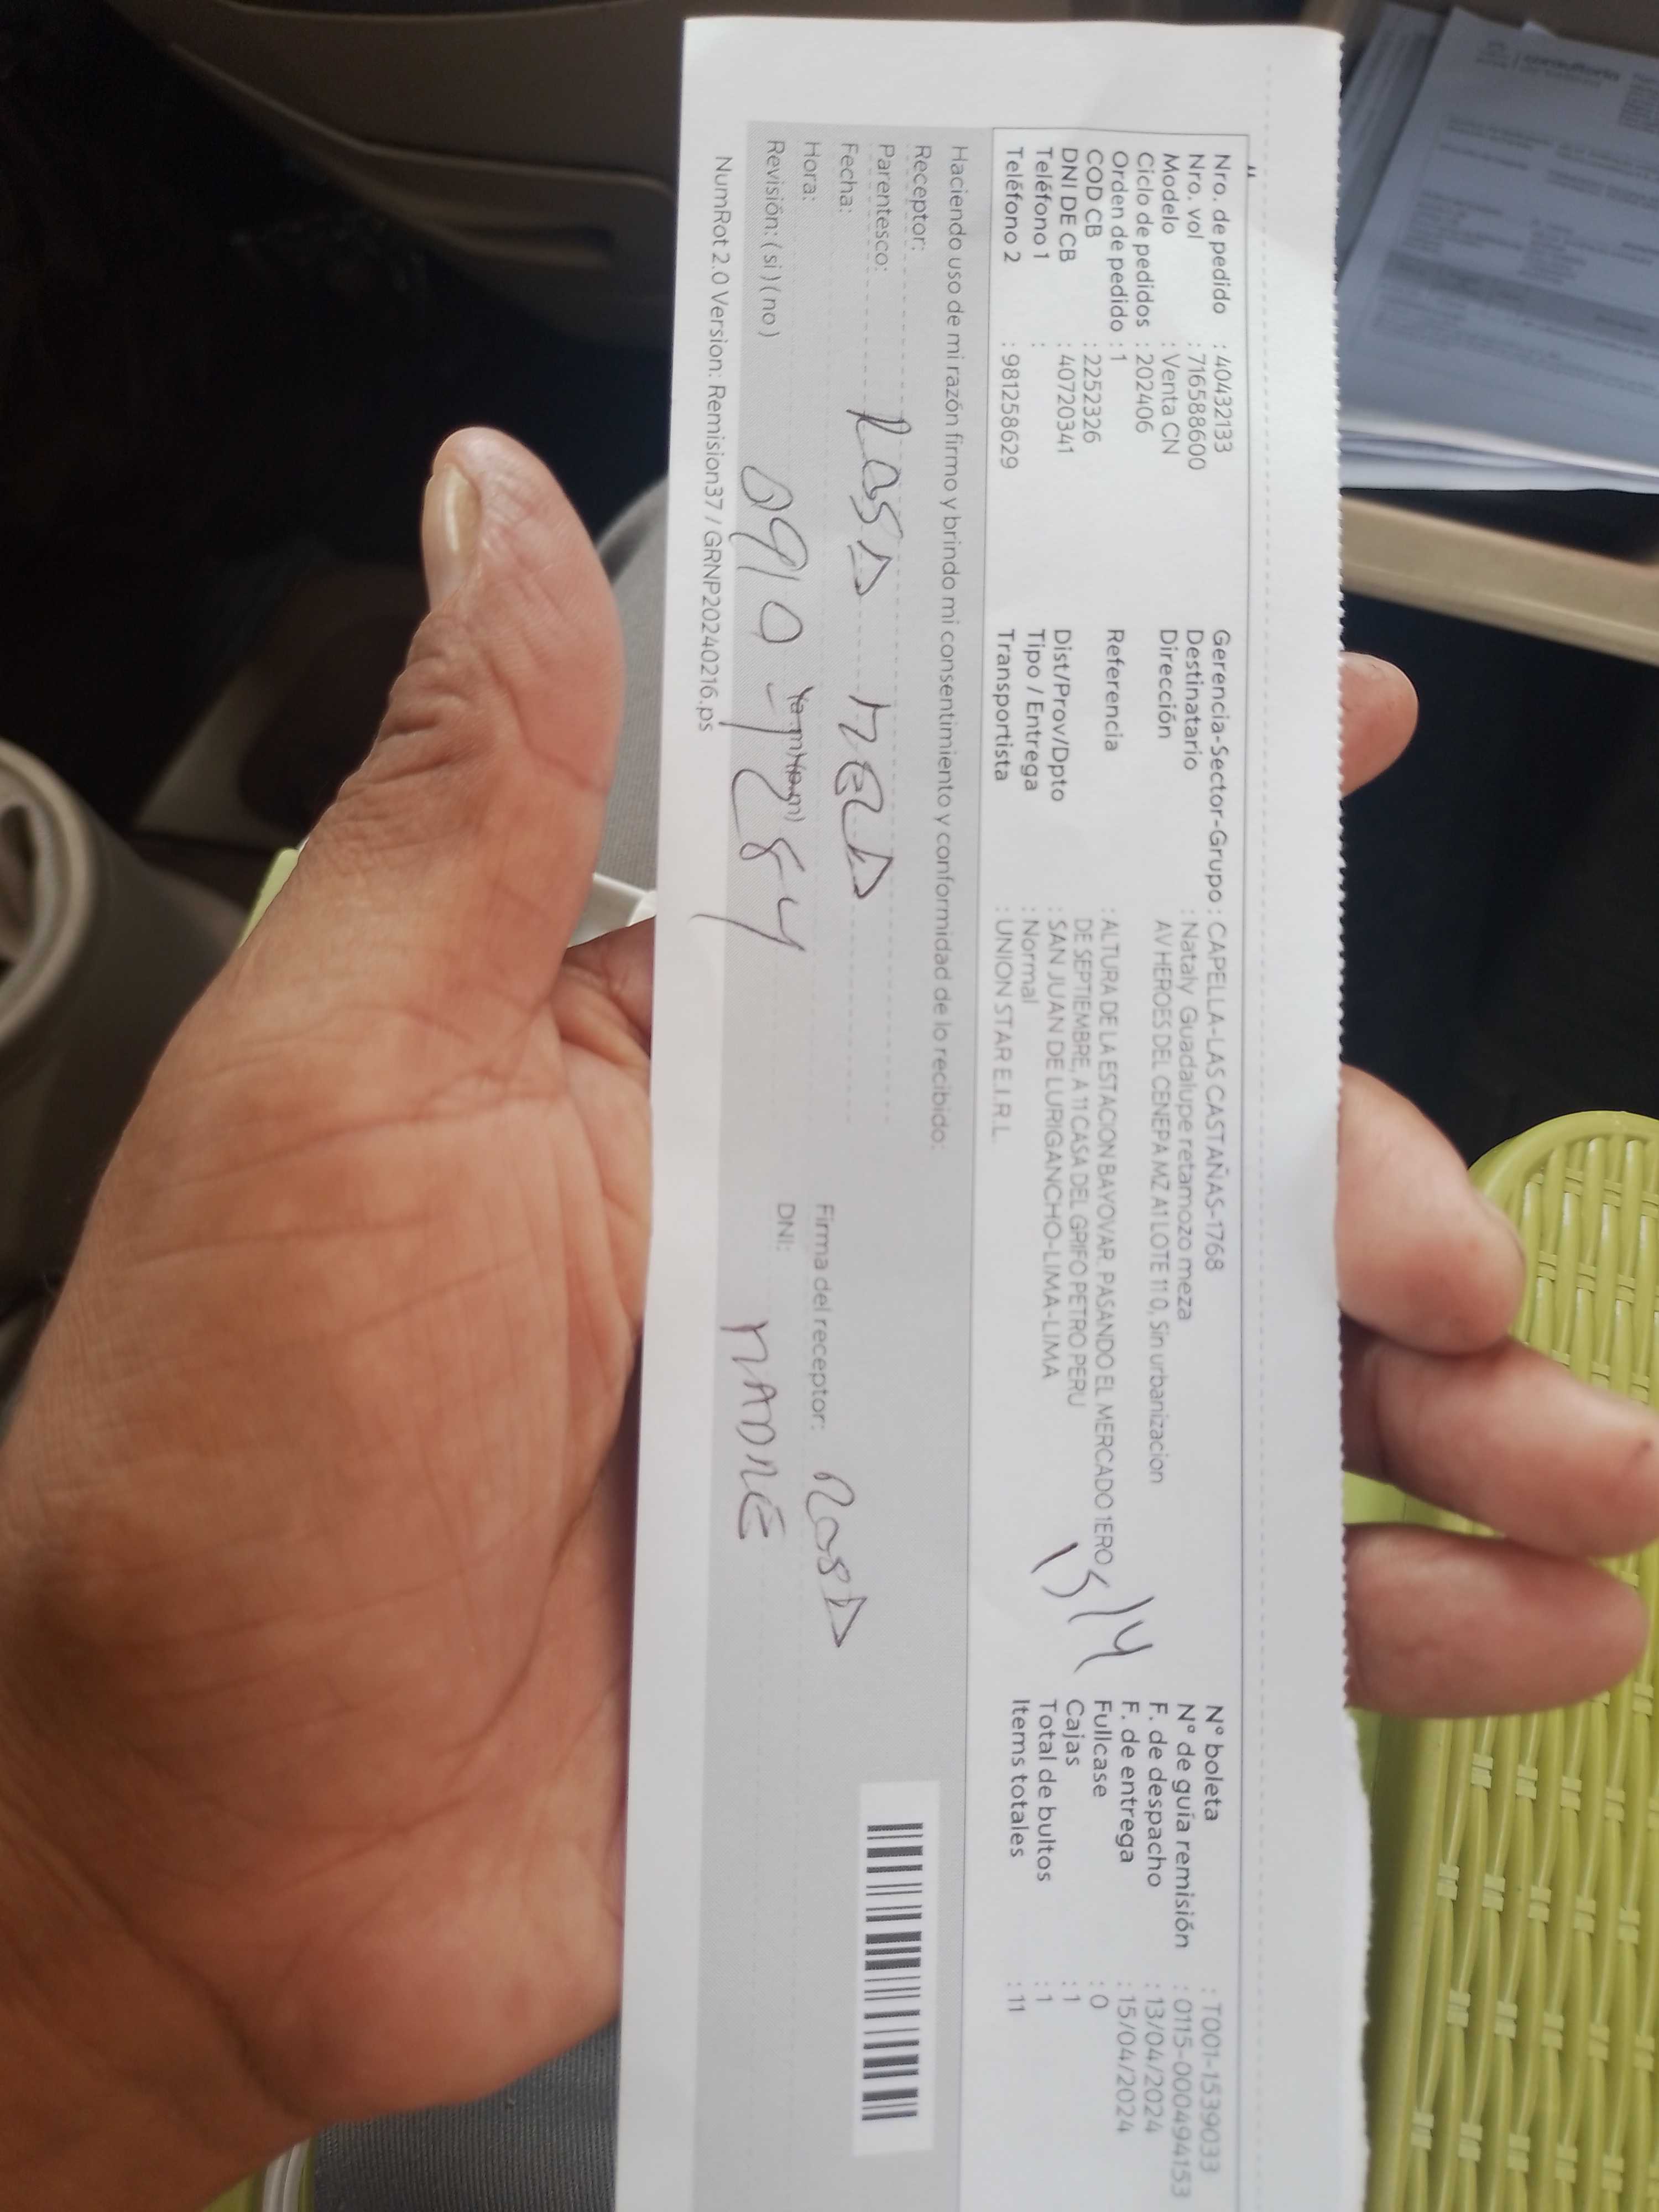 Nro. de pedido : 40432133
Nro. vol : 716588600
Modelo : Venta CN
Ciclo de pedidos : 202406
Orden de pedido : 1
COD CB : 2252326
DNI DE CB : 40720341
Teléfono 1 :
Teléfono 2 : 981258629
Gerencia-Sector-Grupo : CAPELLA-LAS CASTAÑAS-1768
Destinatario : Nataly Guadalupe retamozo meza
Dirección AV HEROES DEL CENEPA MZ A1 LOTE 11 0, Sin urbanizacion
Referencia : ALTURA DE LA ESTACION BAYOVAR. PASANDO EL MERCADO 1ERO
DE SEPTIEMBRE, A 11 CASA DEL GRIFO PETRO PERU
Dist/Prov/Dpto : SAN JUAN DE LURIGANCHO-LIMA-LIMA
Tipo / Entrega : Normal
Transportista : UNION STAR E.I.R.L.
15/4
N° boleta : T001-1539033
N° de guía remisión : 0115-000494153
F. de despacho : 13/04/2024
F. de entrega : 15/04/2024
Fullcase : 0
Cajas : 1
Total de bultos : 1
Items totales : 11
Haciendo uso de mi razón firmo y brindo mi consentimiento y conformidad de lo recibido:
Receptor:
Parentesco:
Fecha: ROSA
Hora: (a.m) (p.m)
Revisión: ( si ) ( no )
Firma del receptor: ROSA
DNI: MADRE
NumRot 2.0 Version: Remision37 / GRNP20240216.ps